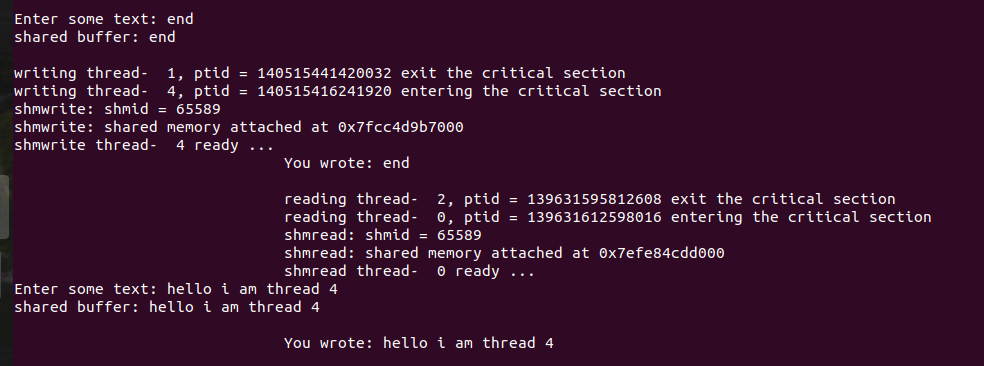 Enter some text: end
shared buffer: end
writing thread-  1, ptid = 140515441420032 exit the critical section
writing thread-  4, ptid = 140515416241920 entering the critical section
shmwrite: shmid = 65589
shmwrite: shared memory attached at 0x7fcc4d9b7000
shmwrite thread-  4 ready ...
You wrote: end
reading thread-  2, ptid = 139631595812608 exit the critical section
reading thread-  0, ptid = 139631612598016 entering the critical section
shmread: shmid = 65589
shmread: shared memory attached at 0x7efe84cdd000
shmread thread-  0 ready ...
Enter some text: hello i am thread 4
shared buffer: hello i am thread 4
You wrote: hello i am thread 4